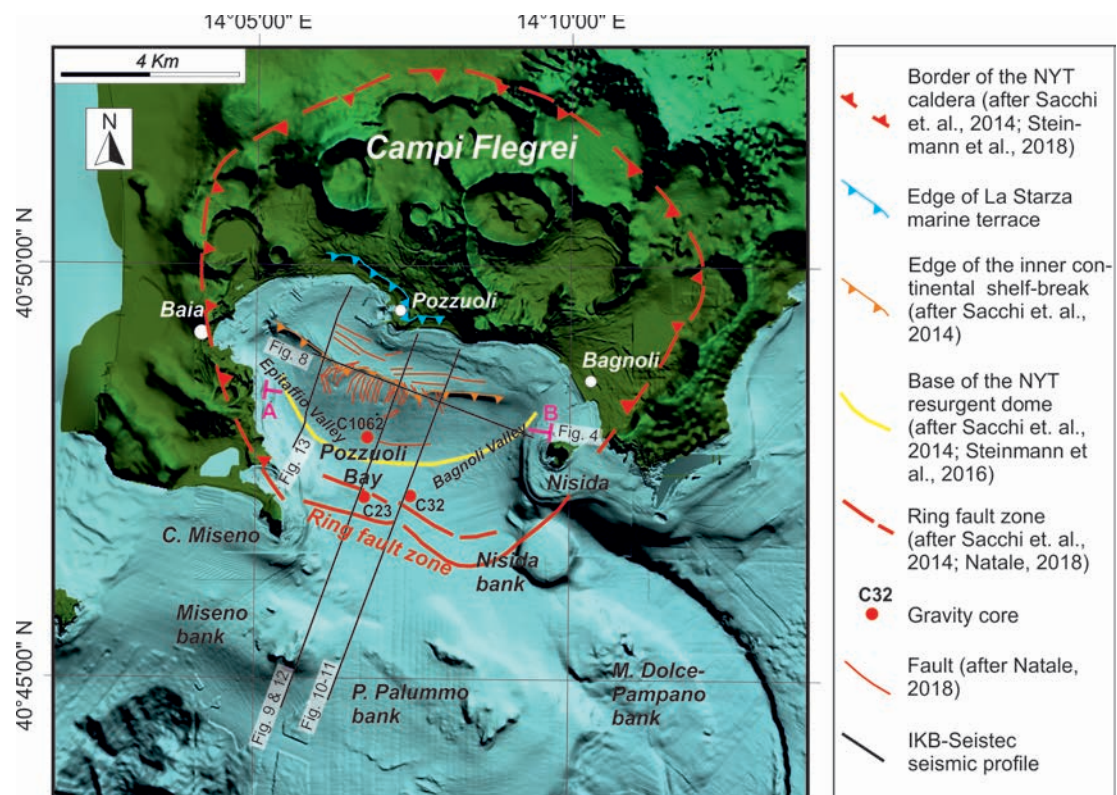 14°05'00" E
14°10'00" E
4 Km
N
Campi Flegrei
40°50'00" N
Baia
Pozzuoli
Bagnoli
Fig. 8
Epitaffio Valley
A
C1062
B
Fig. 4
Bagnoli Valley
Fig. 13
Pozzuoli
Bay
Nisida
C23
C32
C. Miseno
Ring fault zone
Nisida
bank
Miseno
bank
40°45'00" N
P. Palummo
bank
M. Dolce-
Pampano
bank
Fig. 9 & 12
Fig. 10-11
Border of the NYT
caldera (after Sacchi
et. al., 2014; Stein-
mann et al., 2018)
Edge of La Starza
marine terrace
Edge of the inner con-
tinental shelf-break
(after Sacchi et. al.,
2014)
Base of the NYT
resurgent dome
(after Sacchi et. al.,
2014; Steinmann et
al., 2016)
Ring fault zone
(after Sacchi et. al.,
2014; Natale, 2018)
C32
Gravity core
Fault (after Natale,
2018)
IKB-Seistec
seismic profile